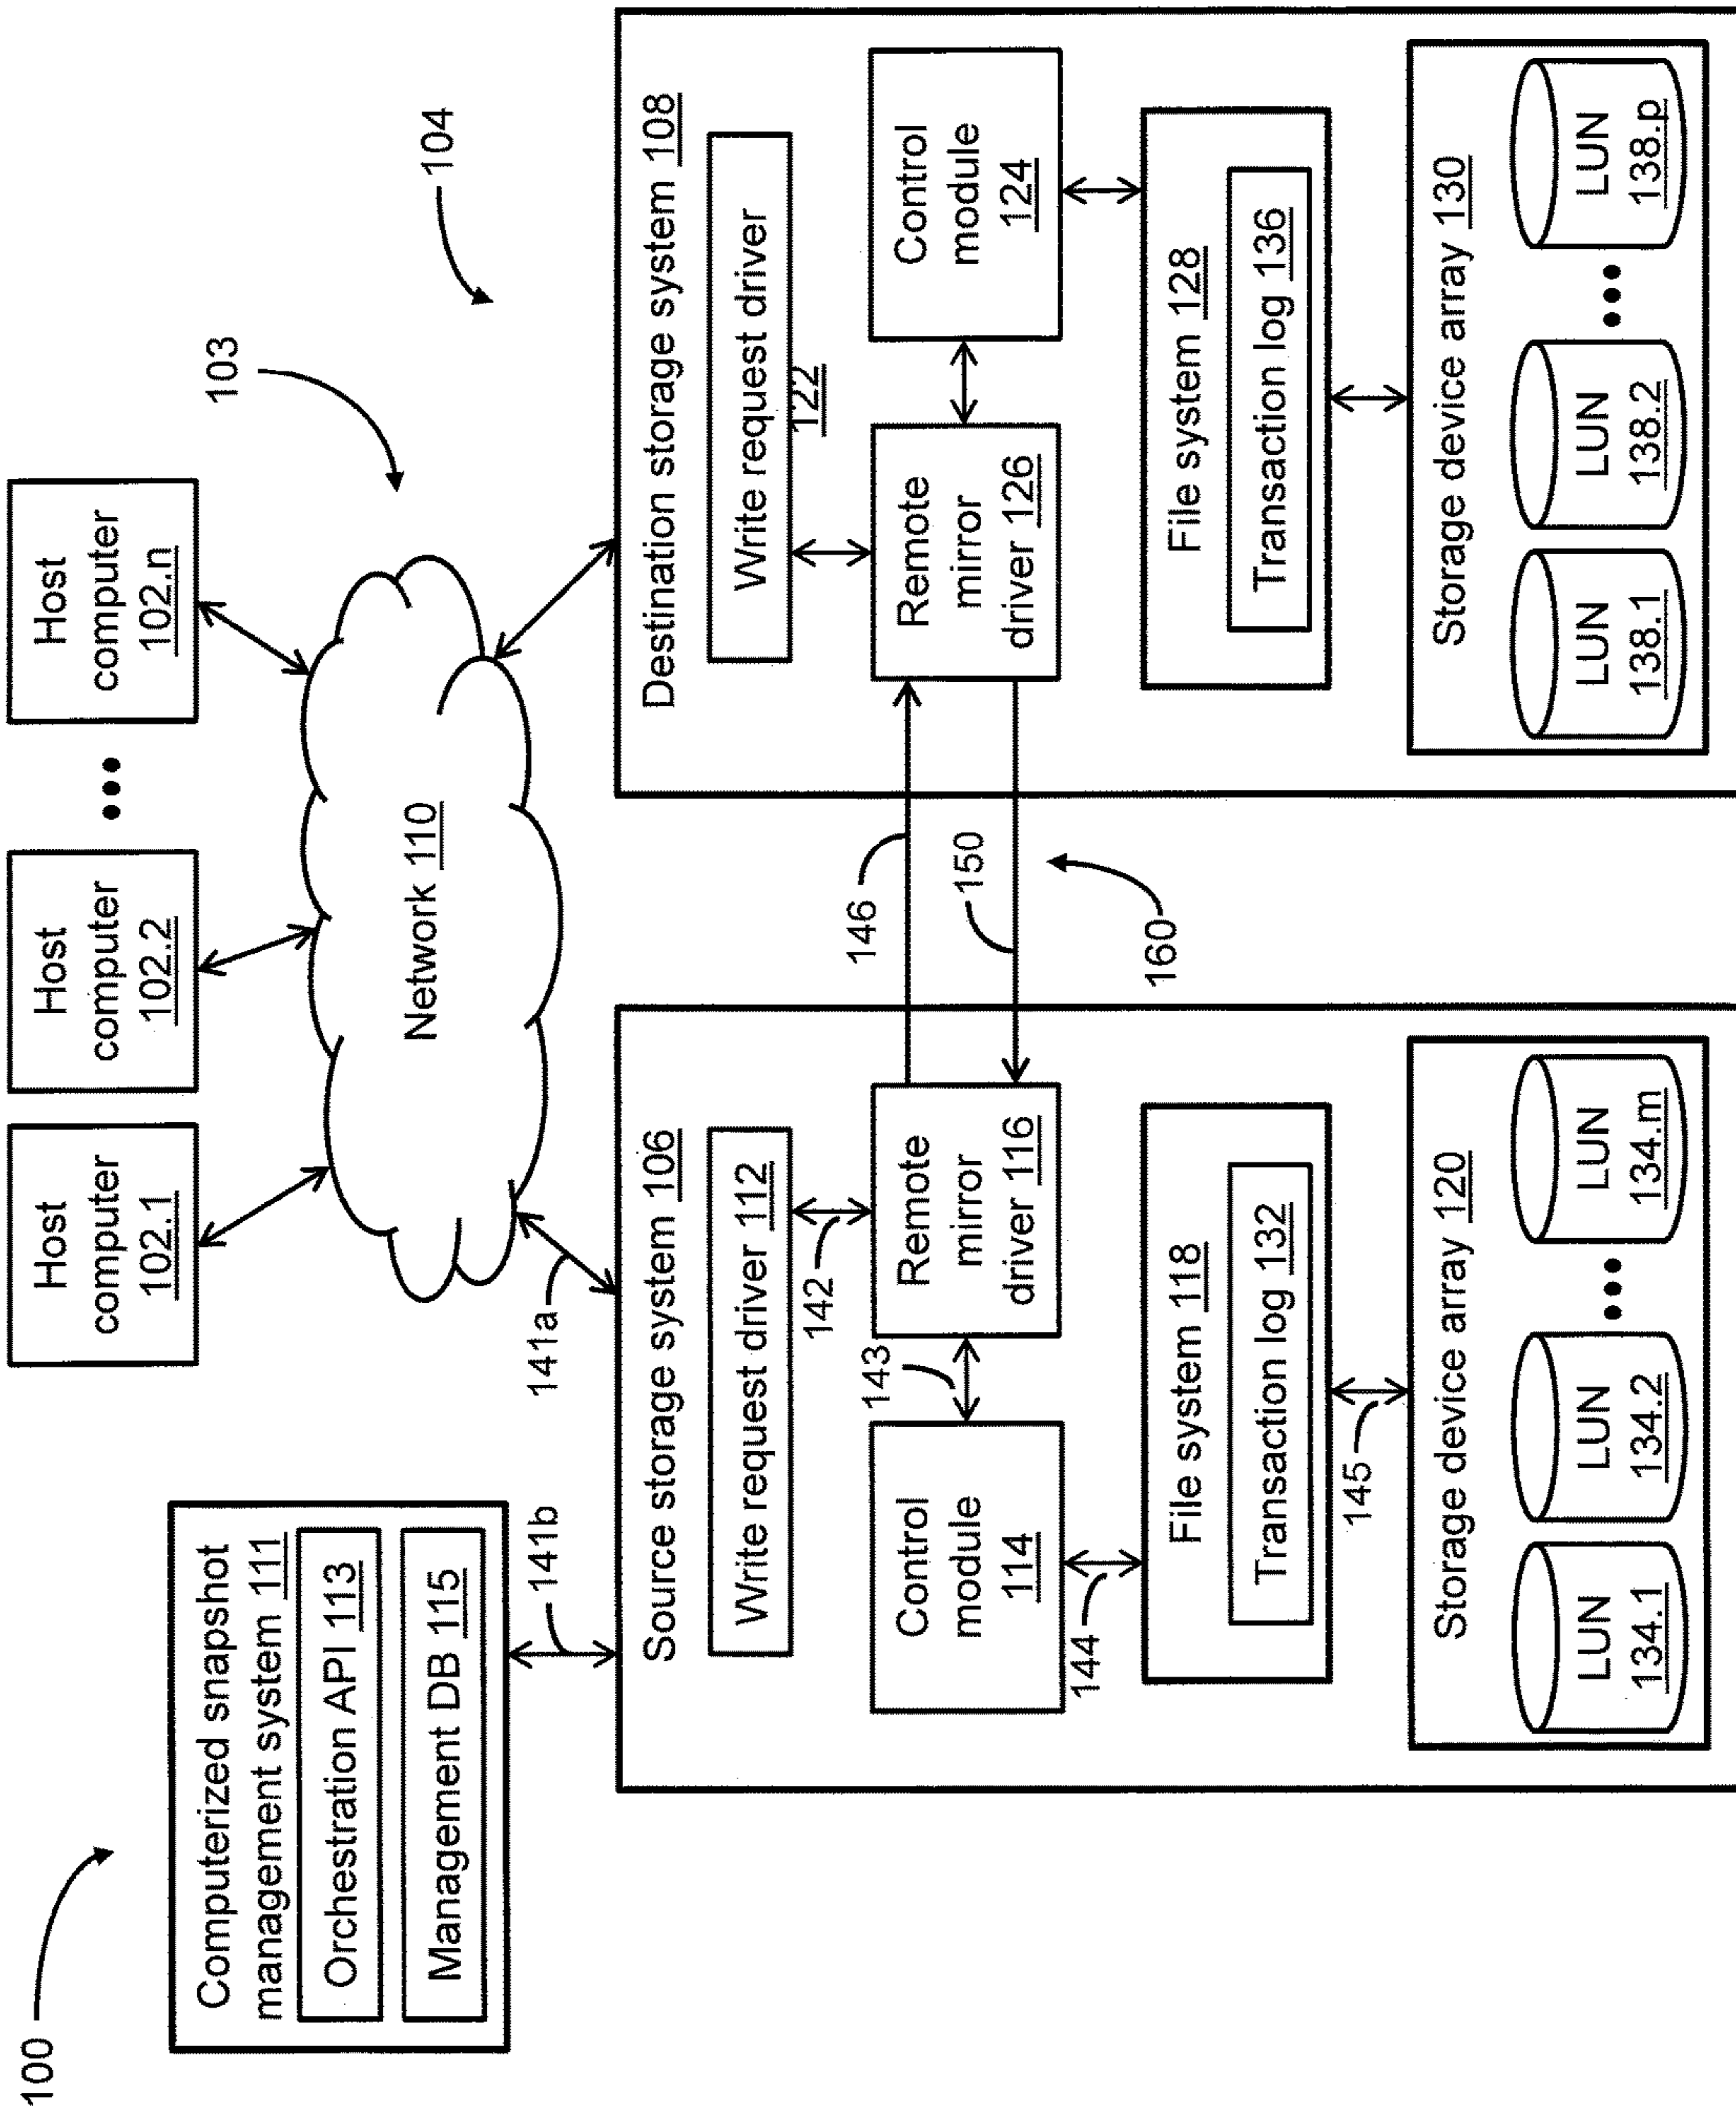 100
Computerized snapshot
management system 111
Orchestration API 113
Management DB 115
141b
Host
computer
102.1
Host
computer
102.2
•••
Host
computer
102.n
103
Network 110
141a
104
Source storage system 106
Write request driver 112
142
Control
module
114
143
Remote
mirror
driver 116
144
File system 118
Transaction log 132
145
Storage device array 120
LUN
134.1
LUN
134.2
•••
LUN
134.m
146
150
160
Destination storage system 108
Write request driver
122
Remote
mirror
driver 126
Control
module
124
File system 128
Transaction log 136
Storage device array 130
LUN
138.1
LUN
138.2
•••
LUN
138.p